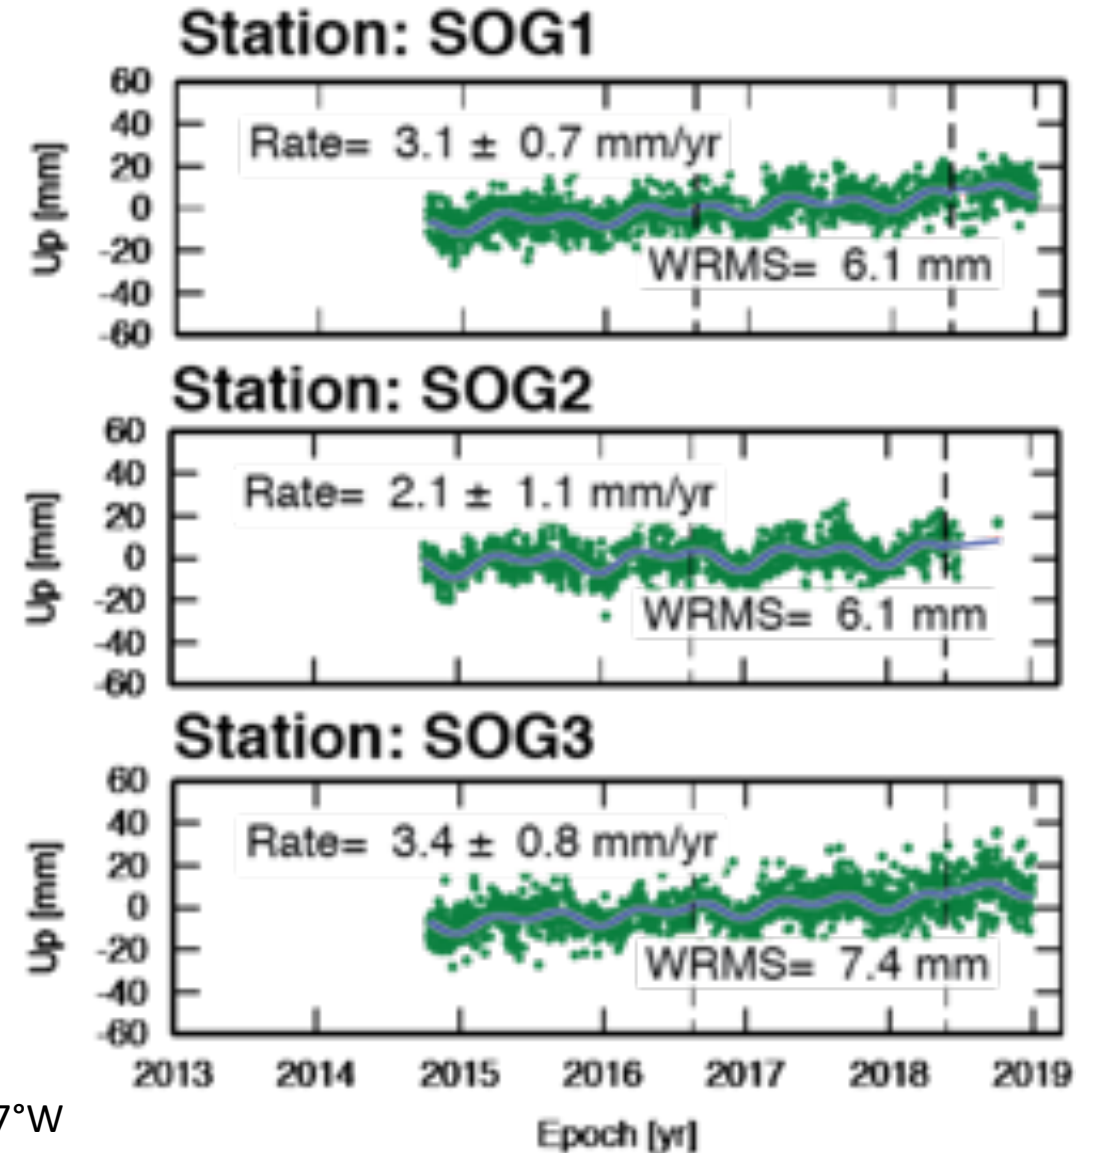 Station: SOG1
60
40
20
0
-20
-40
-60
Up [mm]
Rate= 3.1 ± 0.7 mm/yr
WRMS= 6.1 mm
Station: SOG2
60
40
20
0
-20
-40
-60
Up [mm]
Rate= 2.1 ± 1.1 mm/yr
WRMS= 6.1 mm
Station: SOG3
60
40
20
0
-20
-40
-60
Up [mm]
Rate= 3.4 ± 0.8 mm/yr
WRMS= 7.4 mm
2013 2014 2015 2016 2017 2018 2019
7°W
Epoch [yr]